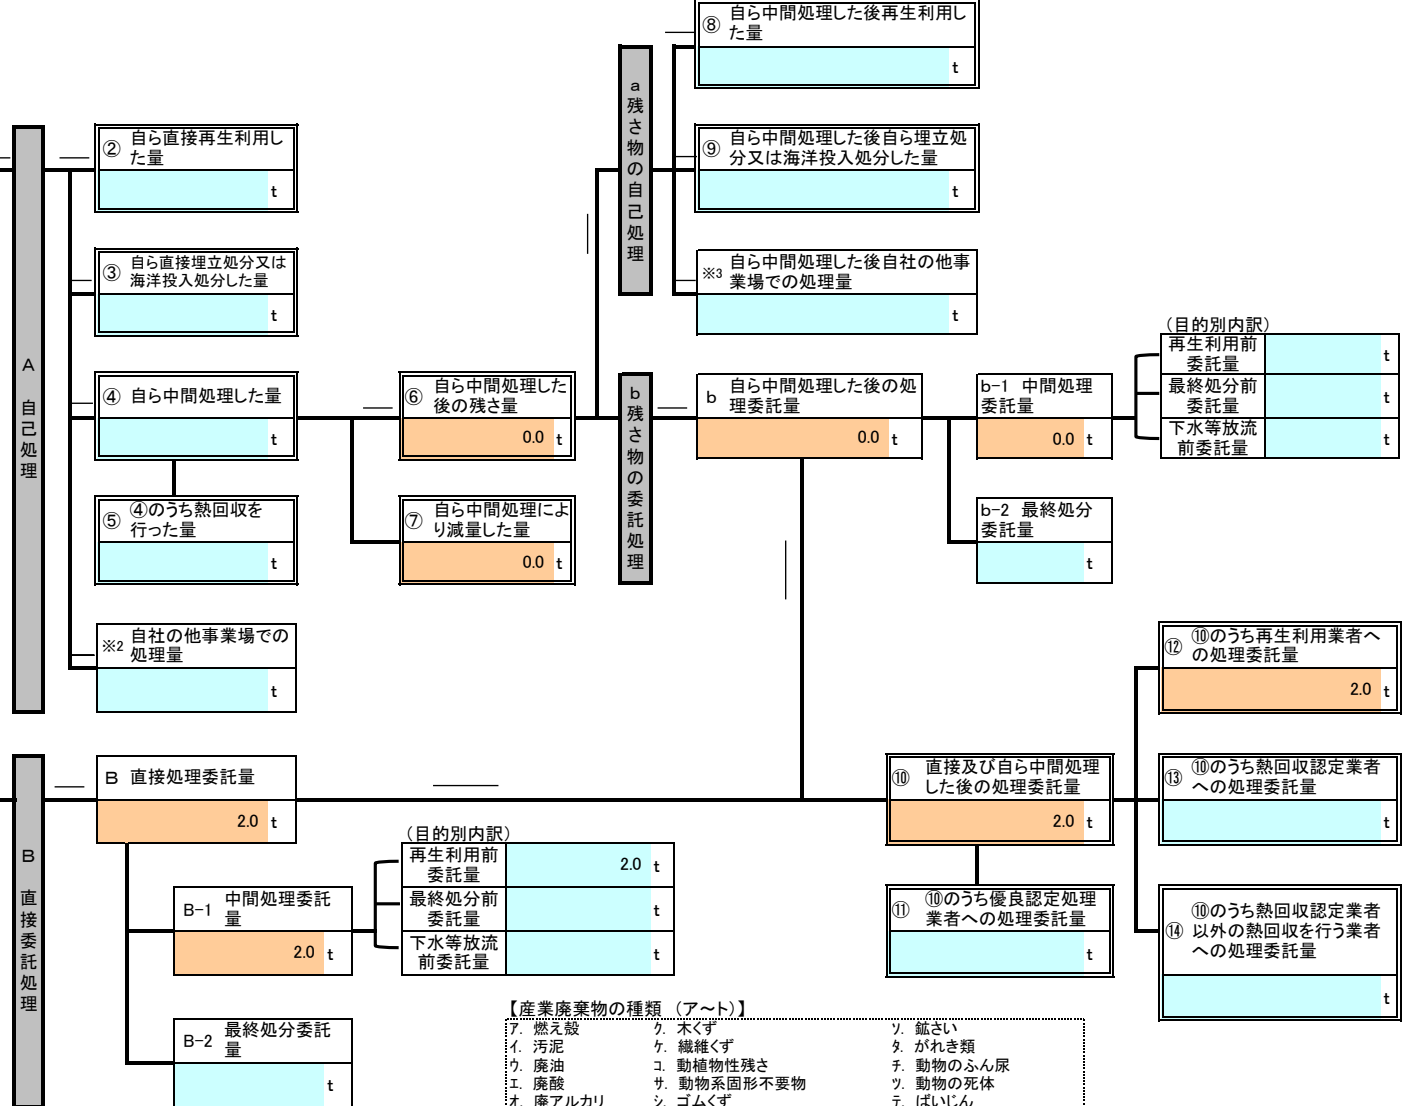 ⑧ 自ら中間処理した後再生利用し
た量
t
a 残さ物の自己処理
② 自ら直接再生利用し
た量
t
⑨ 自ら中間処理した後自ら埋立処
分又は海洋投入処分した量
t
③ 自ら直接埋立処分又は
海洋投入処分した量
t
※3 自ら中間処理した後自社の他事
業場での処理量
t
A 自己処理
④ 自ら中間処理した量
t
⑥ 自ら中間処理した
後の残さ量
0.0 t
b 残さ物の委託処理
b 自ら中間処理した後の処
理委託量
0.0 t
b-1 中間処理
委託量
0.0 t
(目的別内訳)
再生利用前
委託量
t
最終処分前
委託量
t
下水等放流
前委託量
t
⑤ ④のうち熱回収を
行った量
t
⑦ 自ら中間処理によ
り減量した量
0.0 t
b-2 最終処分
委託量
t
※2 自社の他事業場での
処理量
t
⑫ ⑩のうち再生利用業者へ
の処理委託量
2.0 t
B 直接委託処理
B 直接処理委託量
2.0 t
⑩ 直接及び自ら中間処理
した後の処理委託量
2.0 t
⑬ ⑩のうち熱回収認定業者
への処理委託量
t
B-1 中間処理委託
量
2.0 t
(目的別内訳)
再生利用前
委託量
2.0 t
最終処分前
委託量
t
下水等放流
前委託量
t
⑪ ⑩のうち優良認定処理
業者への処理委託量
t
⑭ ⑩のうち熱回収認定業者
以外の熱回収を行う業者
への処理委託量
t
B-2 最終処分委託
量
t
【産業廃棄物の種類 (ア～ト)】
ア. 燃え殻 ク. 木くず ソ. 鉱さい
イ. 汚泥 ケ. 繊維くず タ. がれき類
ウ. 廃油 コ. 動植物性残さ チ. 動物のふん尿
エ. 廃酸 サ. 動物系固形不要物 ツ. 動物の死体
オ. 廃アルカリ シ. ゴムくず テ. ばいじん